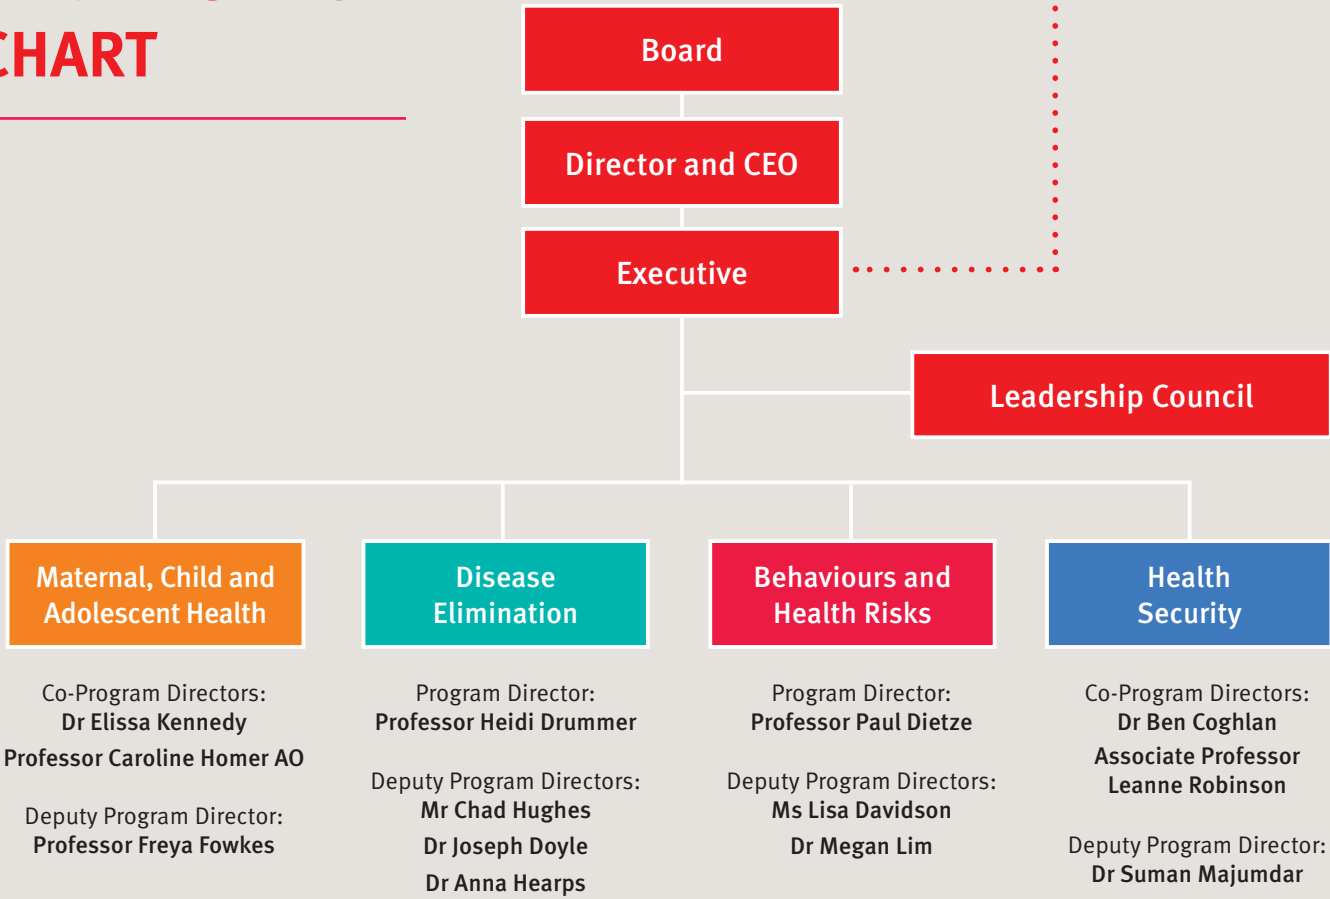 CHART
Board
Director and CEO
Executive
Leadership Council
Maternal, Child and
Adolescent Health
Co-Program Directors:
Dr Elissa Kennedy
Professor Caroline Homer AO
Deputy Program Director:
Professor Freya Fowkes
Disease
Elimination
Program Director:
Professor Heidi Drummer
Deputy Program Directors:
Mr Chad Hughes
Dr Joseph Doyle
Dr Anna Hearps
Behaviours and
Health Risks
Program Director:
Professor Paul Dietze
Deputy Program Directors:
Ms Lisa Davidson
Dr Megan Lim
Health
Security
Co-Program Directors:
Dr Ben Coghlan
Associate Professor
Leanne Robinson
Deputy Program Director:
Dr Suman Majumdar